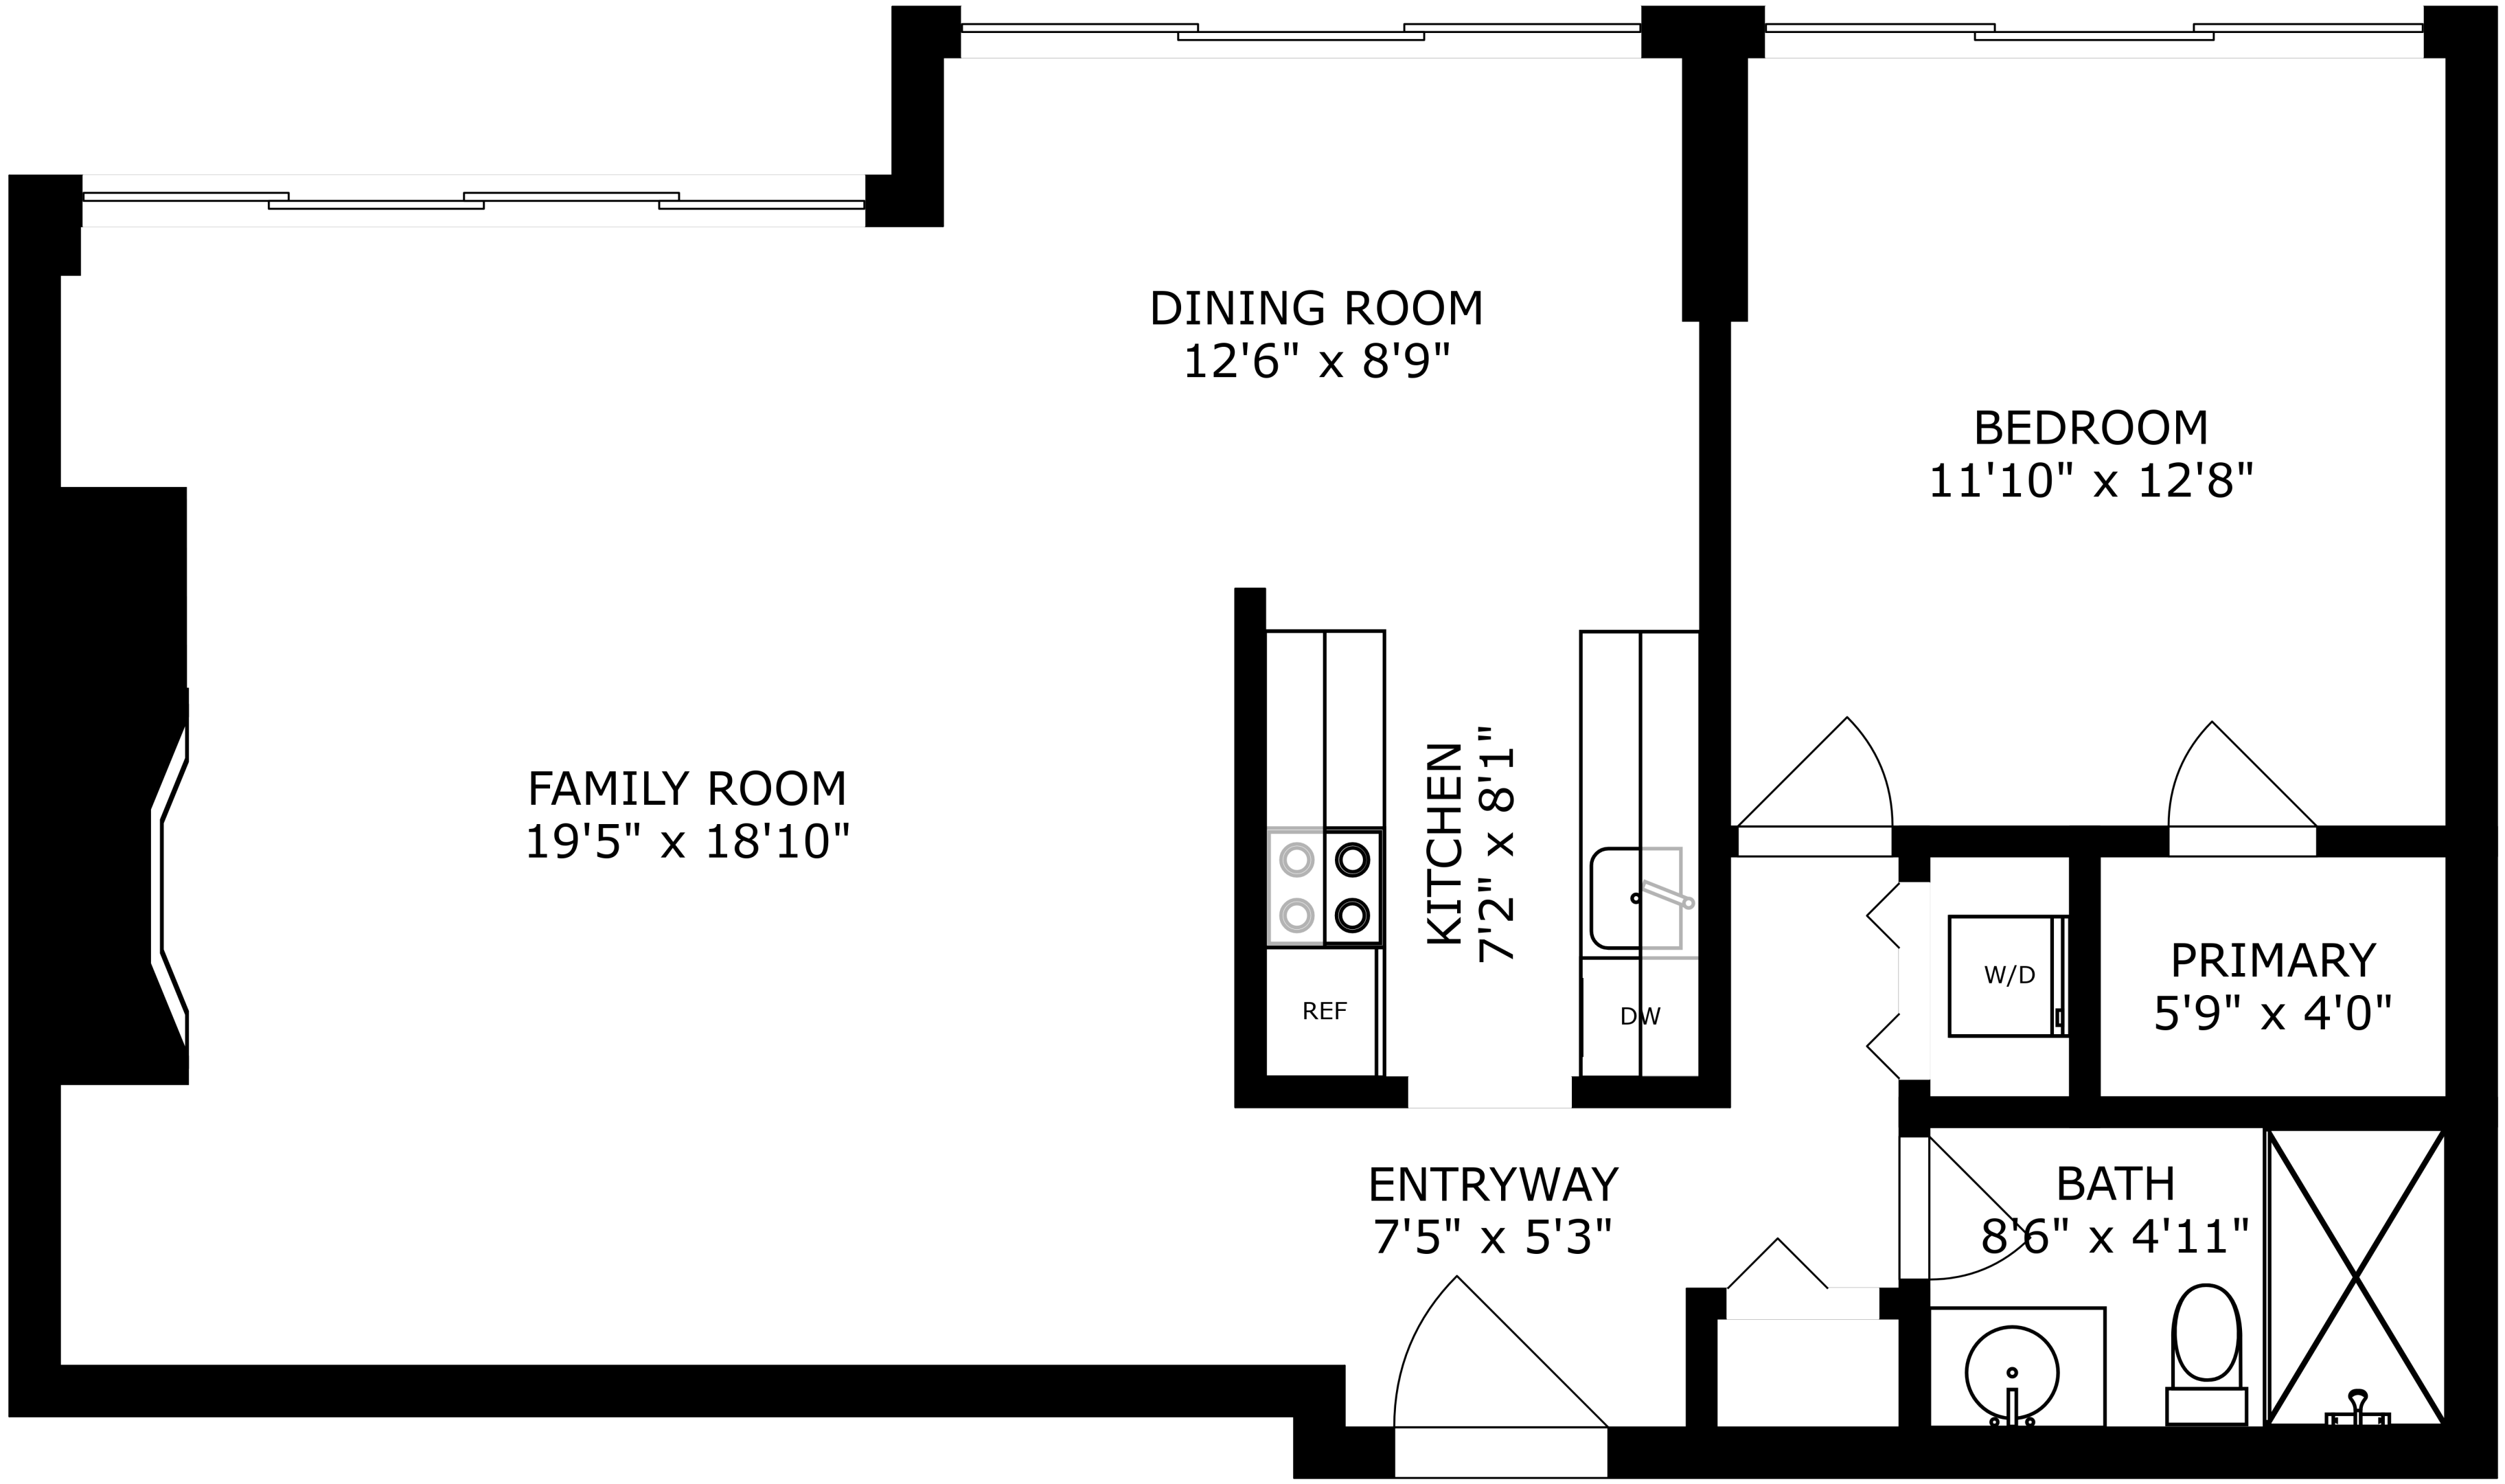 DINING ROOM
12'6" x 8'9"
BEDROOM
11'10" x 12'8"
FAMILY ROOM
19'5" x 18'10"
KITCHEN
7'2" x 8'1"
REF
DW
W/D
PRIMARY
5'9" x 4'0"
ENTRYWAY
7'5" x 5'3"
BATH
8'6" x 4'11"